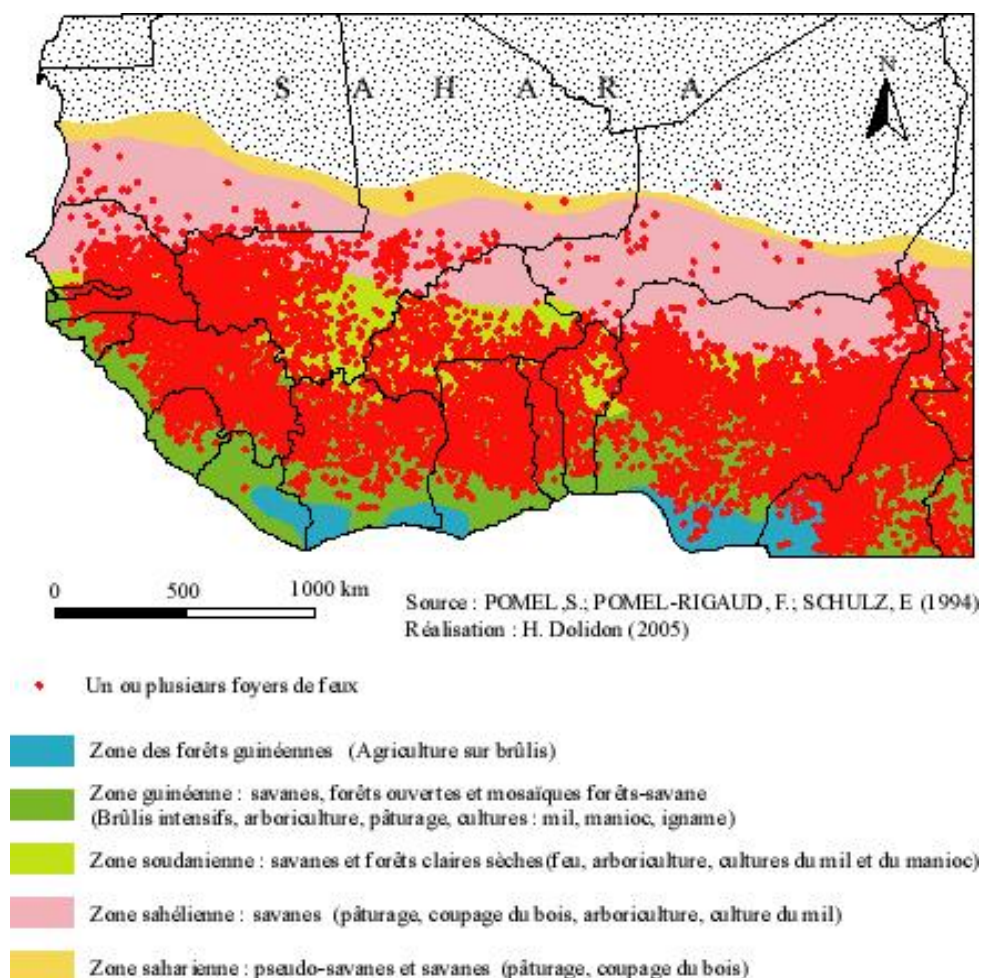 S A H A R A
N
0 500 1000 km
Source : POMEL ,S.; POMEL-RIGAUD, F.; SCHULZ, E (1994)
Réalisation : H. Dolidon (2005)
Un ou plusieurs foyers de feux
Zone des forêts guinéennes (Agriculture sur brûlis)
Zone guinéenne : savanes, forêts ouvertes et mosaïques forêts-savane
(Brûlis intensifs, arboriculture, pâturage, cultures : mil, manioc, igname)
Zone soudanienne : savanes et forêts claires sèches(feu, arboriculture, cultures du mil et du manioc)
Zone sahélienne : savanes (pâturage, coupage du bois, arboriculture, culture du mil)
Zone saharienne : pseudo-savanes et savanes (pâturage, coupage du bois)